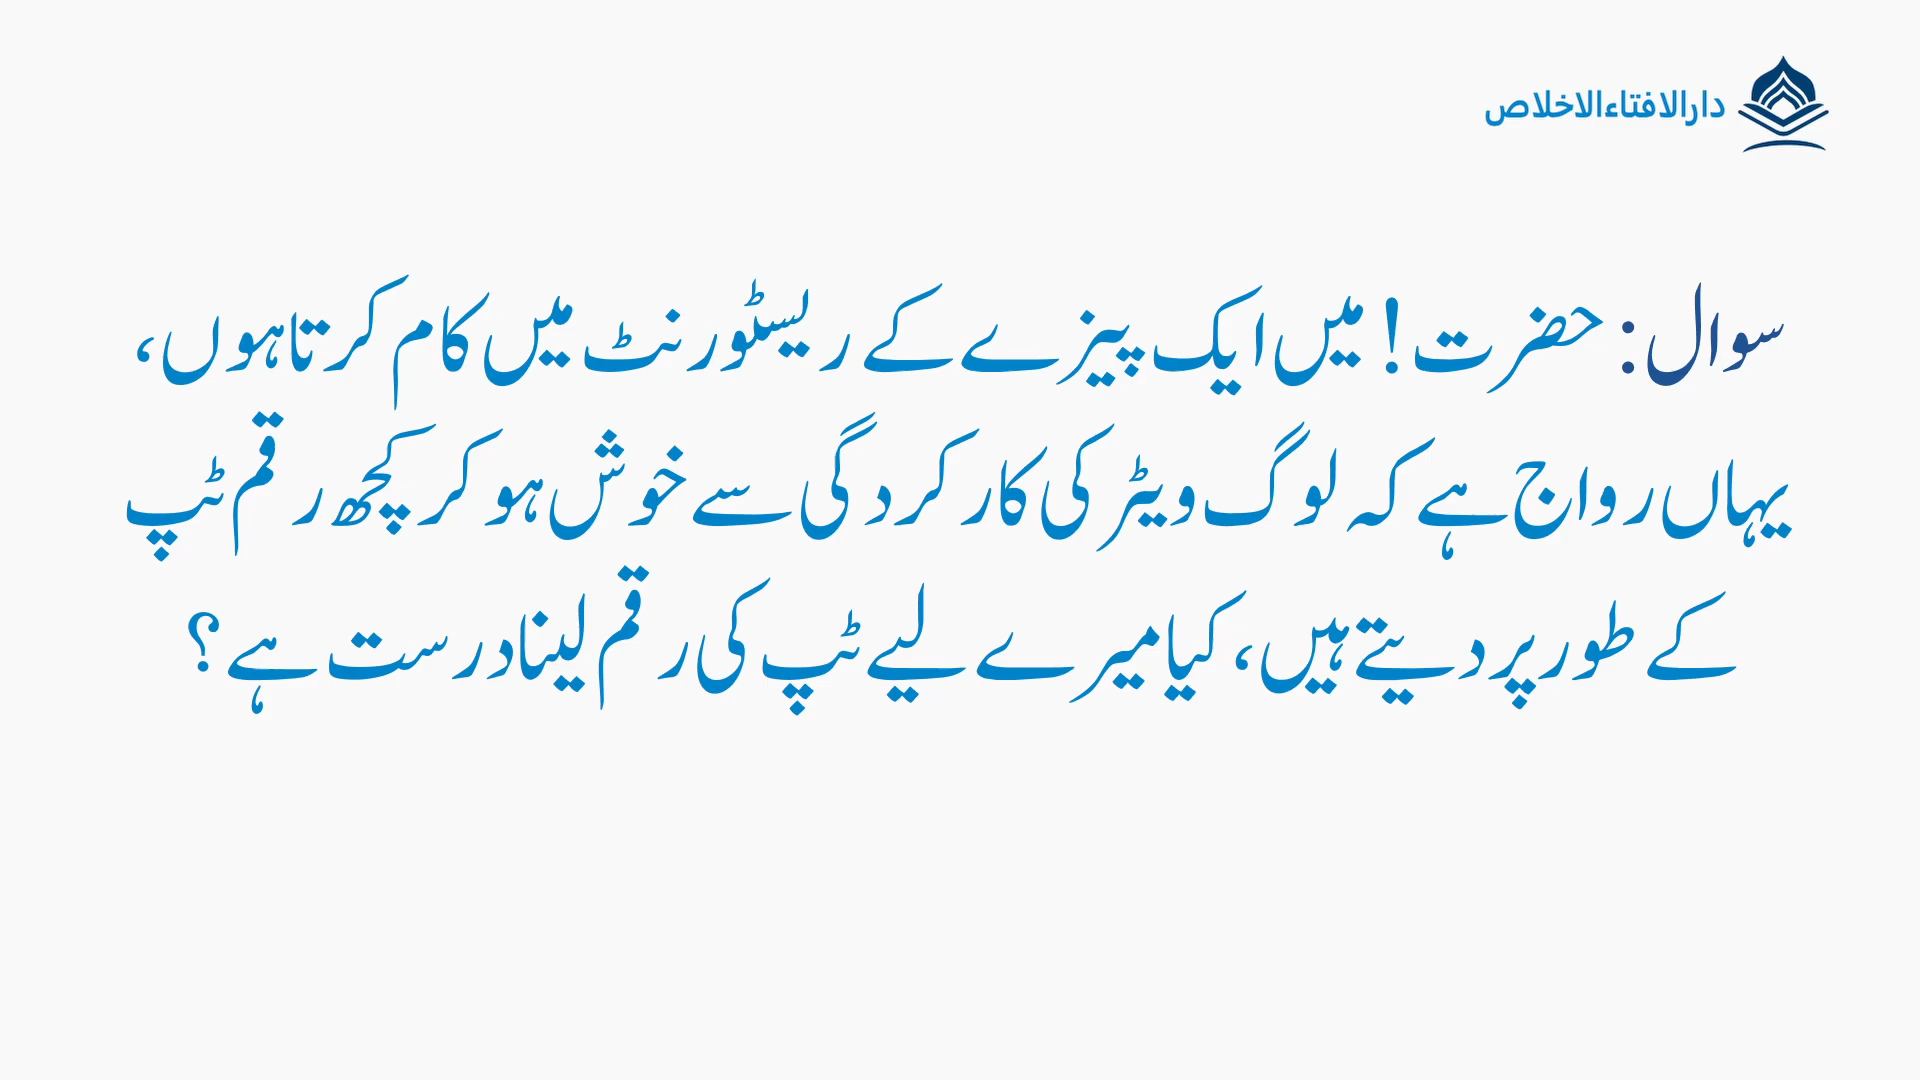 دارالافتاءالاخلاص
سوال: حضرت! میں ایک پیزے کے ریسٹورنٹ میں کام کرتا ہوں،
یہاں رواج ہے کہ لوگ ویٹر کی کارکردگی سے خوش ہو کر کچھ رقم ٹپ
کے طور پر دیتے ہیں، کیا میرے لیے ٹپ کی رقم لینا درست ہے؟